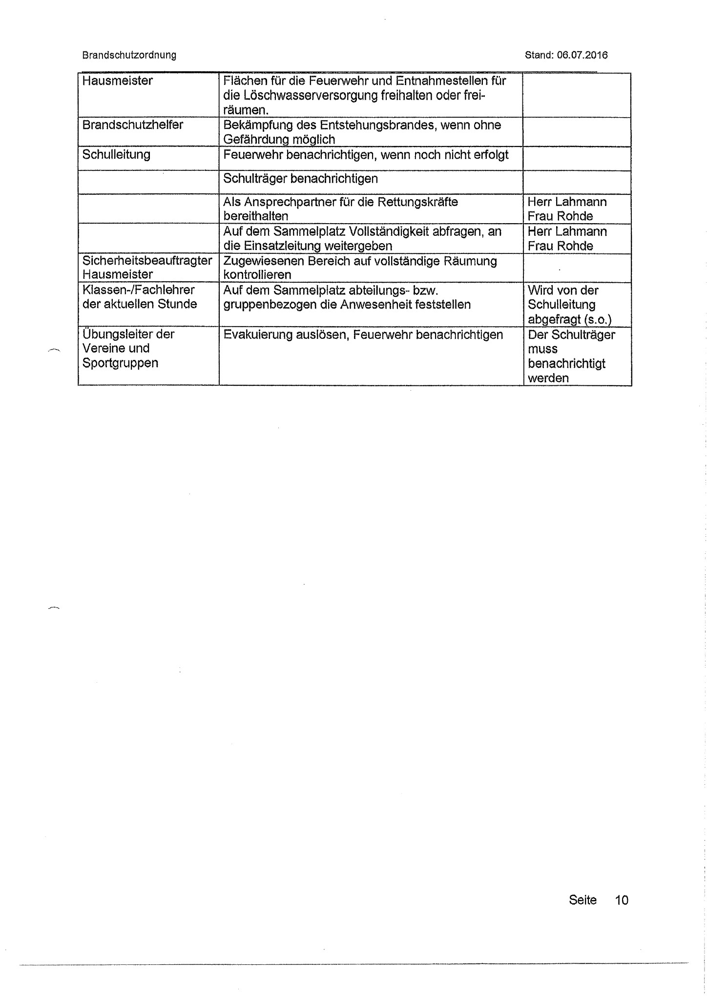 Brandschutzordnung Stand: 06.07.2016
Hausmeister
Flächen für die Feuerwehr und Entnahmestellen für
die Löschwasserversorgung freihalten oder frei-
räumen.
Brandschutzhelfer
Bekämpfung des Entstehungsbrandes, wenn ohne
Gefährdung möglich
Schulleitung
Feuerwehr benachrichtigen, wenn noch nicht erfolgt
Schulträger benachrichtigen
Als Ansprechpartner für die Rettungskräfte
bereithalten
Herr Lahmann
Frau Rohde
Auf dem Sammelplatz Vollständigkeit abfragen, an
die Einsatzleitung weitergeben
Herr Lahmann
Frau Rohde
Sicherheitsbeauftragter
Hausmeister
Zugewiesenen Bereich auf vollständige Räumung
kontrollieren
Klassen-/Fachlehrer
der aktuellen Stunde
Auf dem Sammelplatz abteilungs- bzw.
gruppenbezogen die Anwesenheit feststellen
Wird von der
Schulleitung
abgefragt (s.o.)
Übungsleiter der
Vereine und
Sportgruppen
Evakuierung auslösen, Feuerwehr benachrichtigen
Der Schulträger
muss
benachrichtigt
werden
Seite 10